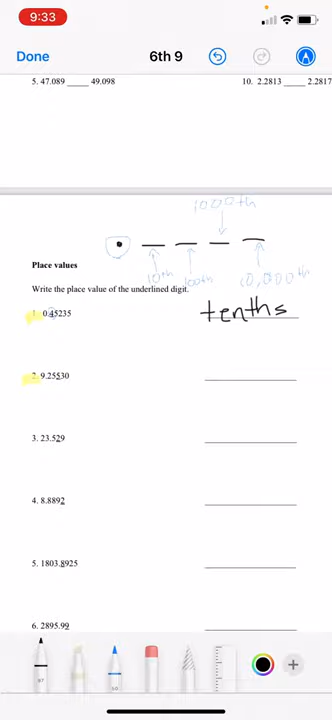 9:33
Done 6th 9
5. 47.089 _____ 49.098 10. 2.2813 _____ 2.2817
1000th
10th 100th 10,000th
Place values
Write the place value of the underlined digit.
1. 0.45235 tenths
2. 9.25530
3. 23.529
4. 8.8892
5. 1803.8925
6. 2895.99